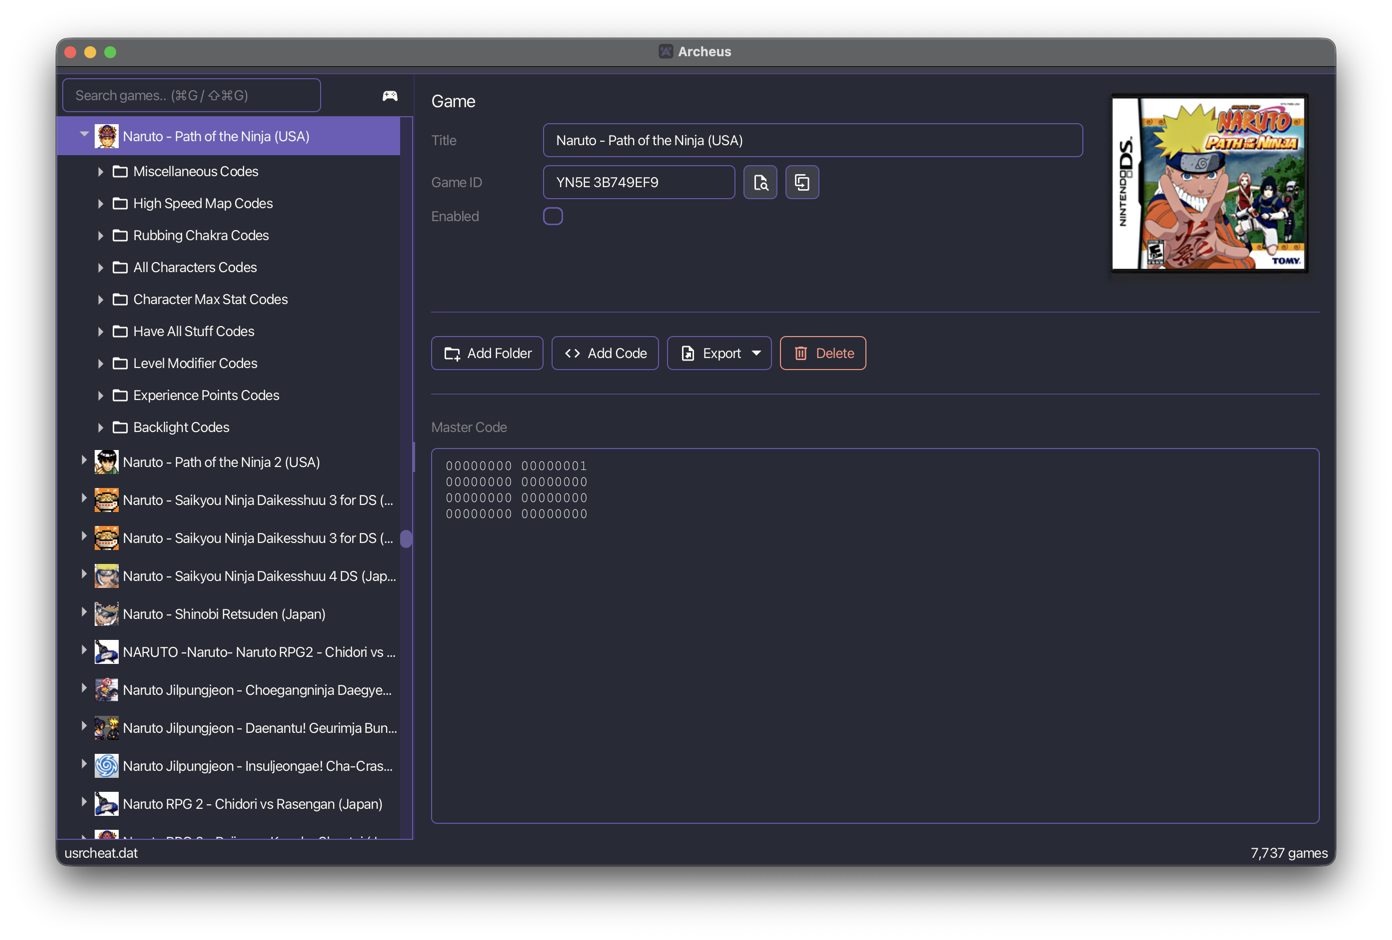 Archeus
Search games.. (⌘G / ⇧⌘G)
Naruto - Path of the Ninja (USA)
Miscellaneous Codes
High Speed Map Codes
Rubbing Chakra Codes
All Characters Codes
Character Max Stat Codes
Have All Stuff Codes
Level Modifier Codes
Experience Points Codes
Backlight Codes
Naruto - Path of the Ninja 2 (USA)
Naruto - Saikyou Ninja Daikesshuu 3 for DS (...
Naruto - Saikyou Ninja Daikesshuu 3 for DS (...
Naruto - Saikyou Ninja Daikesshuu 4 DS (Jap...
Naruto - Shinobi Retsuden (Japan)
NARUTO -Naruto- Naruto RPG2 - Chidori vs ...
Naruto Jilpungjeon - Choegangninja Daegye...
Naruto Jilpungjeon - Daenantu! Geurimja Bun...
Naruto Jilpungjeon - Insuljeongae! Cha-Cras...
Naruto RPG 2 - Chidori vs Rasengan (Japan)
usrcheat.dat
Game
Title
Naruto - Path of the Ninja (USA)
Game ID
YN5E 3B749EF9
Enabled
NINTENDO DS
NARUTO
PATH OF THE NINJA
E
TOMY
Add Folder
Add Code
Export
Delete
Master Code
00000000 00000001
00000000 00000000
00000000 00000000
00000000 00000000
7,737 games